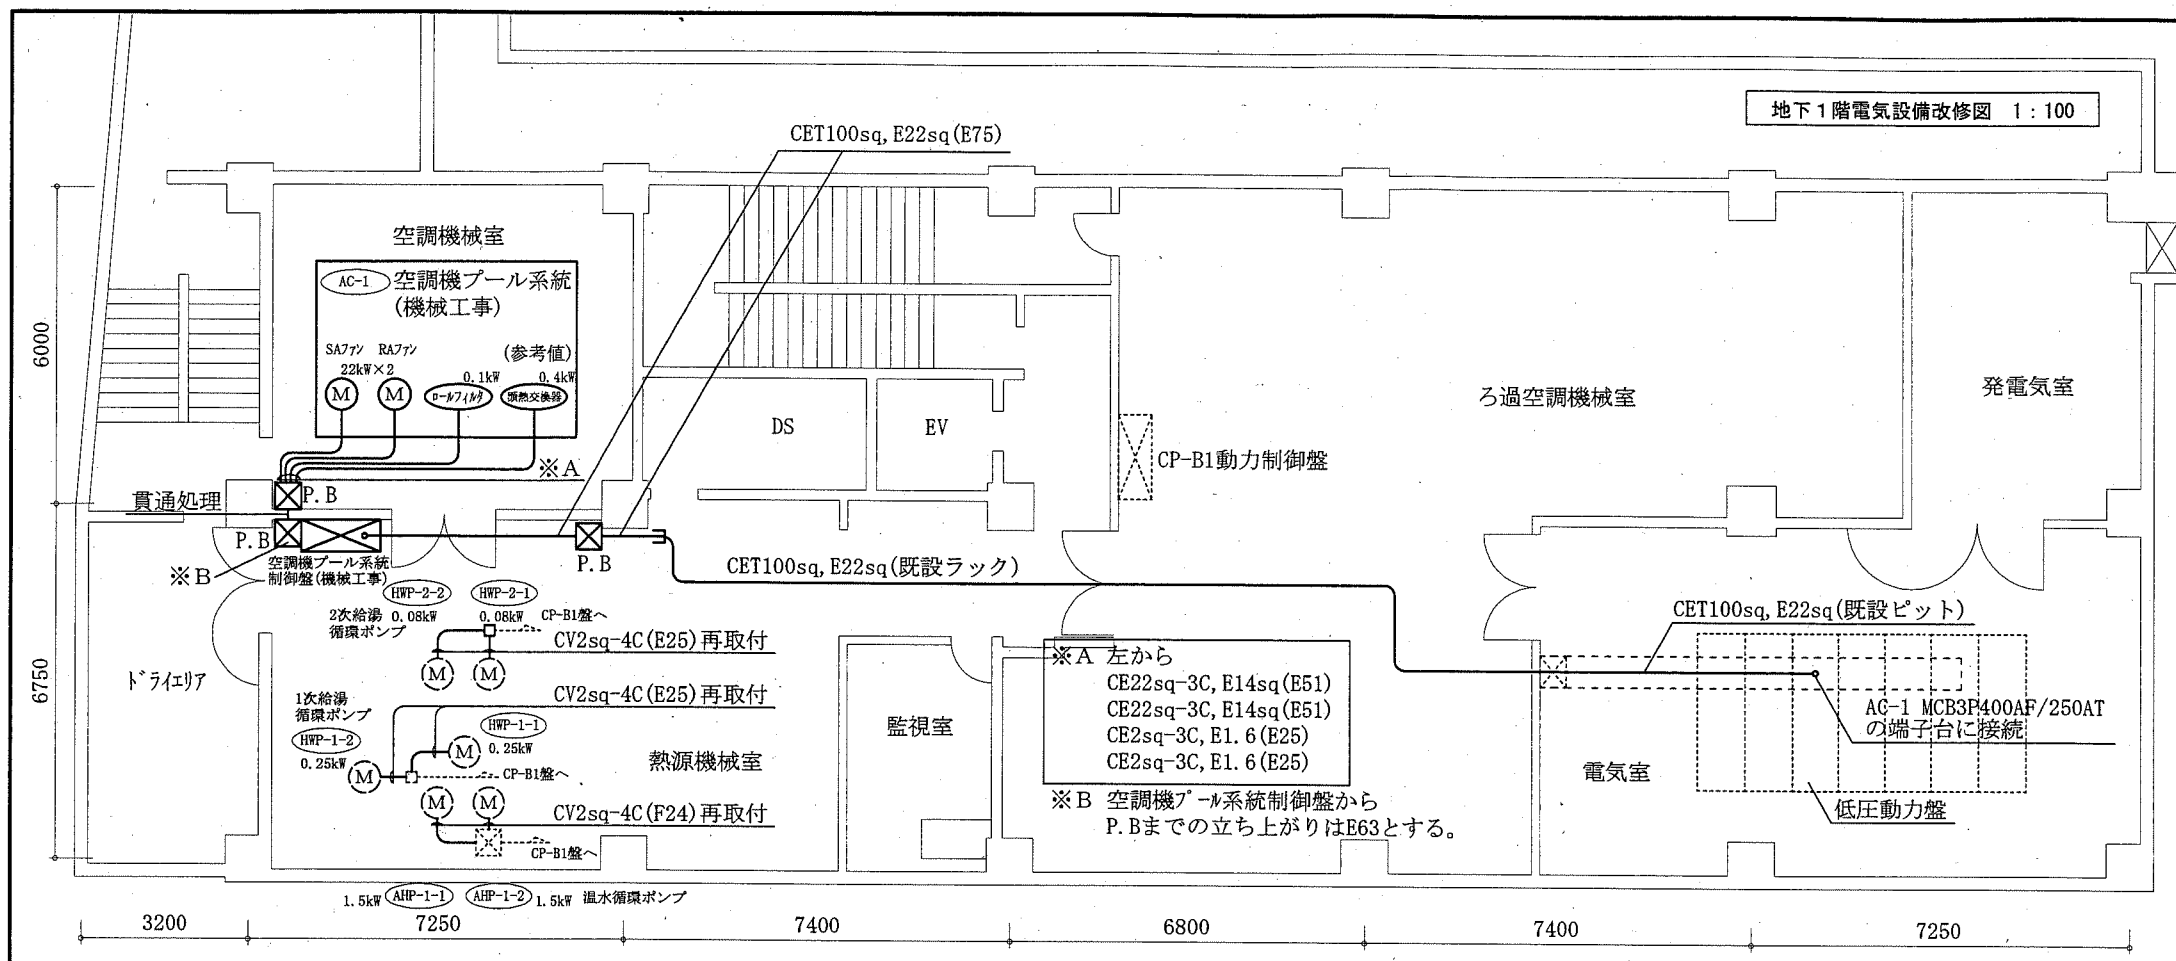 地下1階電気設備改修図 1:100
CET100sq, E22sq(E75)
空調機械室
AC-1 空調機プール系統
(機械工事)
SAファン RAファン
22kW×2
(参考値)
0.1kW
0.4kW
M
M
ロールフィルタ
顕熱交換器
※A
P.B
貫通処理
P.B
※B
空調機プール系統
制御盤(機械工事)
P.B
DS
EV
CP-B1動力制御盤
ろ過空調機械室
発電気室
CET100sq, E22sq(既設ラック)
CET100sq, E22sq(既設ピット)
HWP-2-2
HWP-2-1
2次給湯 0.08kW
循環ポンプ
0.08kW
CP-B1盤へ
CV2sq-4C(E25)再取付
M
M
ドライエリア
CV2sq-4C(E25)再取付
1次給湯
循環ポンプ
HWP-1-2
0.25kW
HWP-1-1
0.25kW
M
M
CP-B1盤へ
熱源機械室
M
M
CV2sq-4C(F24)再取付
CP-B1盤へ
1.5kW AHP-1-1
AHP-1-2 1.5kW 温水循環ポンプ
監視室
※A 左から
CE22sq-3C, E14sq(E51)
CE22sq-3C, E14sq(E51)
CE2sq-3C, E1.6(E25)
CE2sq-3C, E1.6(E25)
※B 空調機プール系統制御盤から
P.Bまでの立ち上がりはE63とする。
AC-1 MCB3P400AF/250AT
の端子台に接続
電気室
低圧動力盤
6000
6750
3200
7250
7400
6800
7400
7250